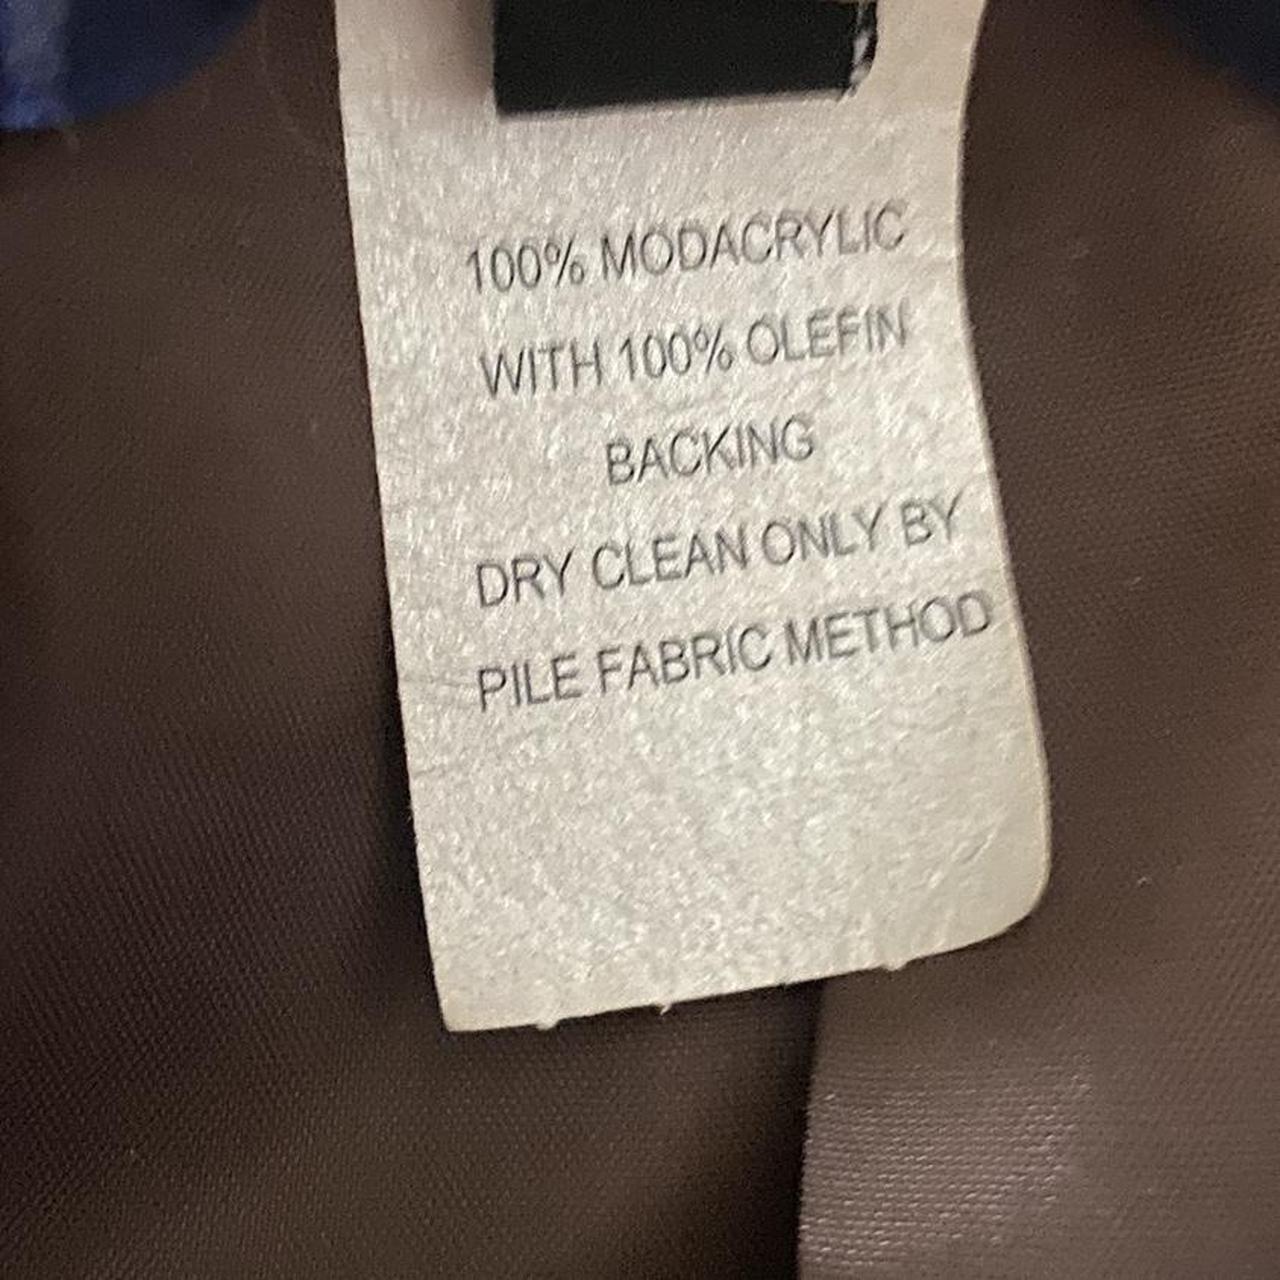 100% MODACRYLIC
WITH 100% OLEFIN
BACKING
DRY CLEAN ONLY BY
PILE FABRIC METHOD